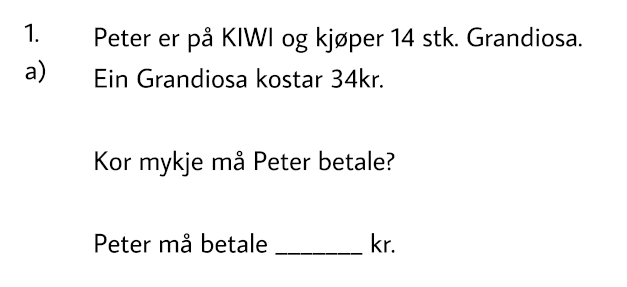 1. Peter er på KIWI og kjøper 14 stk. Grandiosa.
a) Ein Grandiosa kostar 34kr.
Kor mykje må Peter betale?
Peter må betale _______ kr.